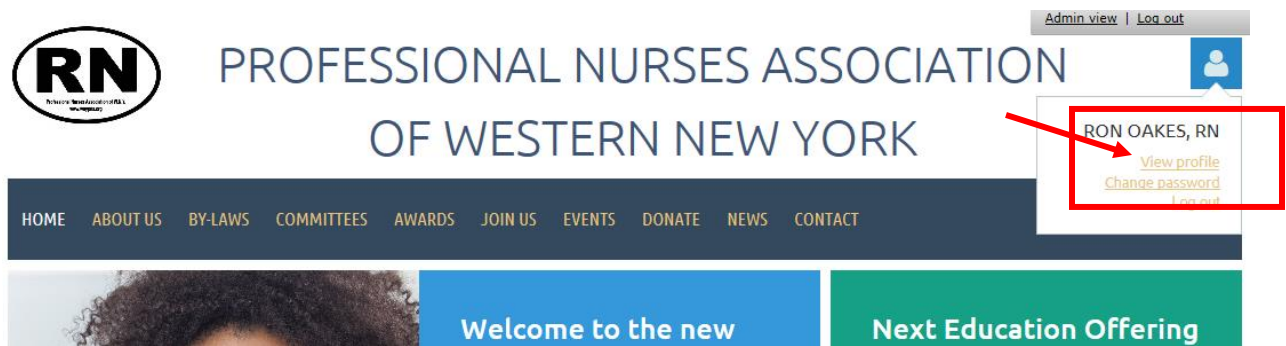 Admin view | Log out
RN
PROFESSIONAL NURSES ASSOCIATION
OF WESTERN NEW YORK
RON OAKES, RN
View profile
Change password
Log out
HOME ABOUT US BY-LAWS COMMITTEES AWARDS JOIN US EVENTS DONATE NEWS CONTACT
Welcome to the new
Next Education Offering